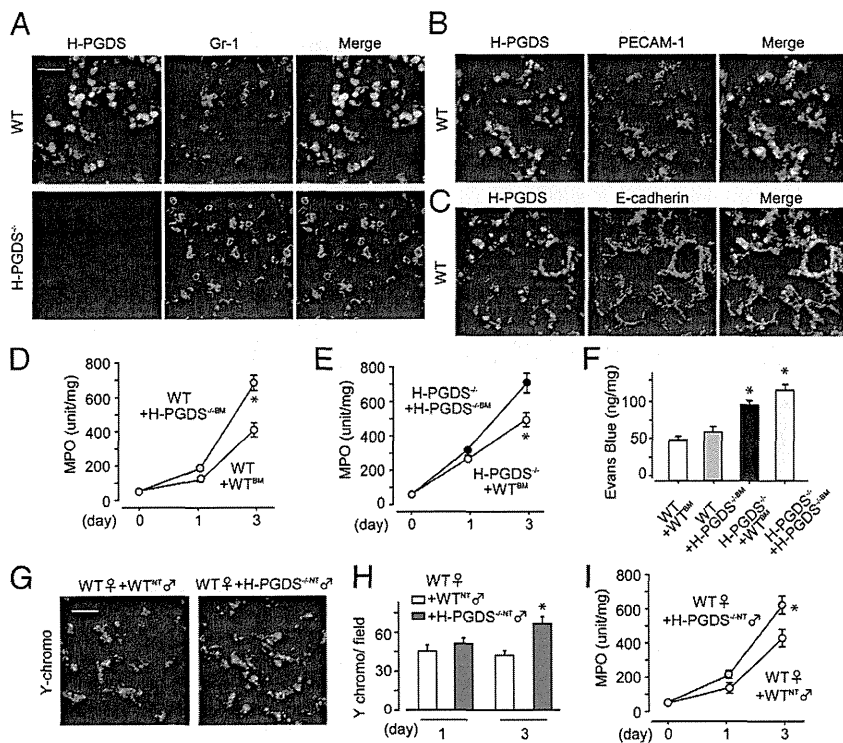 A
H-PGDS Gr-1 Merge
WT
H-PGDS-/-
B
H-PGDS PECAM-1 Merge
WT
C
H-PGDS E-cadherin Merge
WT
D
MPO (unit/mg)
800
600
400
200
0
WT
+H-PGDS-/-BM
*
WT
+WTBM
(day) 0 1 3
E
MPO (unit/mg)
800
600
400
200
0
H-PGDS-/-
+H-PGDS-/-BM
*
H-PGDS-/-
+WTBM
(day) 0 1 3
F
Evans Blue (ng/mg)
100
50
0
* *
WT
+WTBM
WT
+H-PGDS-/-BM
H-PGDS-/-
+WTBM
H-PGDS-/-
+H-PGDS-/-BM
G
WT♀+WTNT♂ WT♀+H-PGDS-/-NT♂
Y-chromo
H
Y chromo/ field
60
30
0
WT♀
+WTNT♂
+H-PGDS-/-NT♂
*
(day) 1 3
I
MPO (unit/mg)
800
600
400
200
0
WT♀
+H-PGDS-/-NT♂
*
WT♀
+WTNT♂
(day) 0 1 3